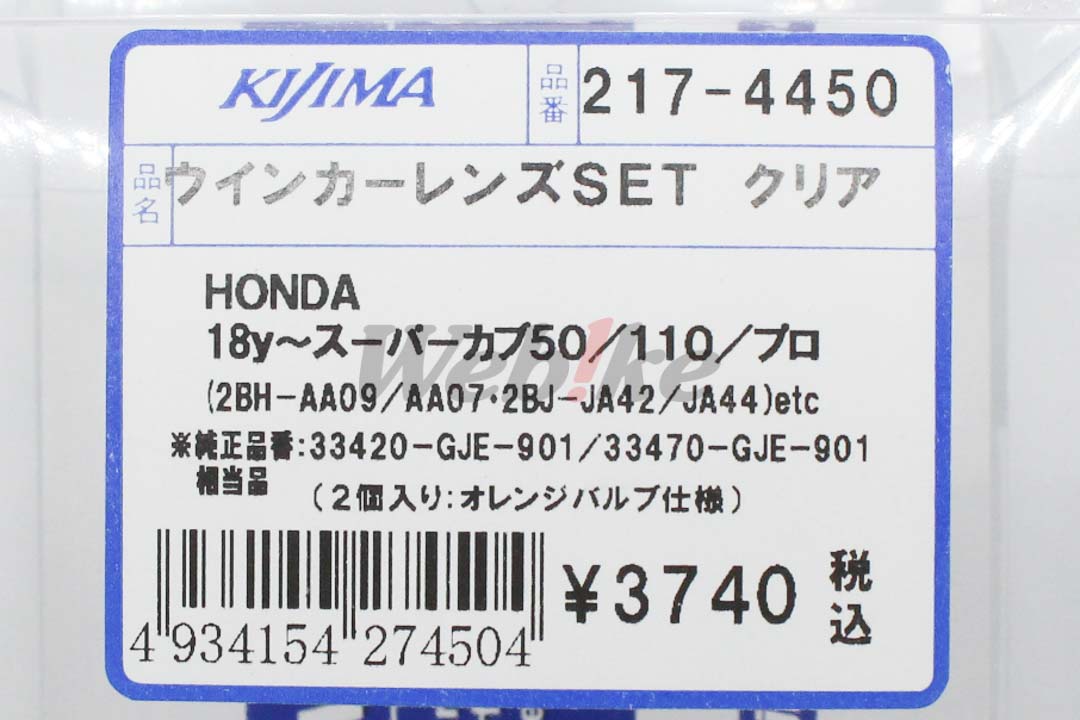 KIJIMA 品番 217-4450
品名 ウインカーレンズSET クリア
HONDA
18y～スーパーカブ50/110/プロ
Web!ke
(2BH-AA09/AA07・2BJ-JA42/JA44)etc
※純正品番:33420-GJE-901/33470-GJE-901
相当品
(2個入り:オレンジバルブ仕様)
¥3740 税込
4 934154 274504